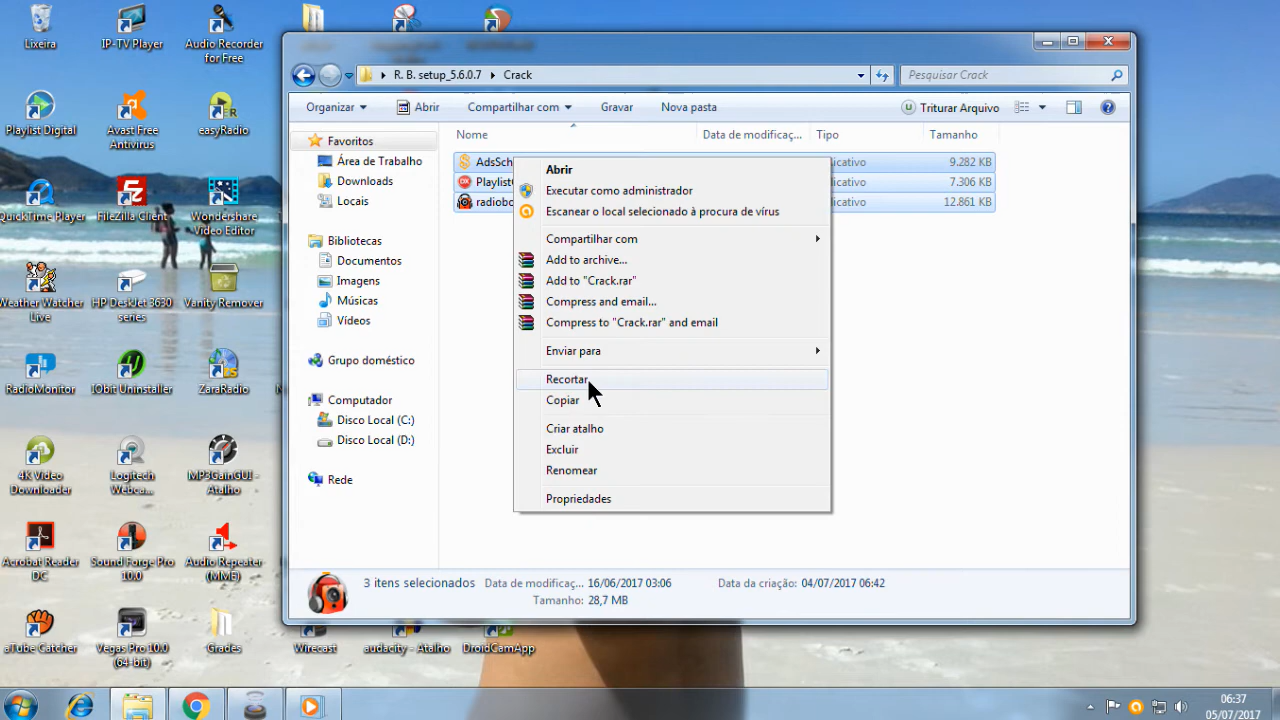 Lixeira
IP-TV Player
Audio Recorder
for Free
Playlist Digital
Avast Free
Antivirus
easyRadio
QuickTime Player
FileZilla Client
Wondershare
Video Editor
Weather Watcher
Live
HP DeskJet 3630
series
Vanity Remover
RadioMonitor
IObit Uninstaller
ZaraRadio
4K Video
Downloader
Logitech
Webca...
MP3GainGUI -
Atalho
Acrobat Reader
DC
Sound Forge Pro
10.0
Audio Repeater
(MME)
aTube Catcher
Vegas Pro 10.0
(64-bit)
Grades
Wirecast
audacity - Atalho
DroidCamApp
R. B. setup_5.6.0.7
Crack
Pesquisar Crack
Organizar
Abrir
Compartilhar com
Gravar
Nova pasta
Triturar Arquivo
Favoritos
Área de Trabalho
Downloads
Locais
Bibliotecas
Documentos
Imagens
Músicas
Vídeos
Grupo doméstico
Computador
Disco Local (C:)
Disco Local (D:)
Rede
Nome
Data de modificaç...
Tipo
Tamanho
AdsSch
icativo
9.282 KB
Playlist
icativo
7.306 KB
radiobo
icativo
12.861 KB
Abrir
Executar como administrador
Escanear o local selecionado à procura de vírus
Compartilhar com
Add to archive...
Add to "Crack.rar"
Compress and email...
Compress to "Crack.rar" and email
Enviar para
Recortar
Copiar
Criar atalho
Excluir
Renomear
Propriedades
3 itens selecionados
Data de modificaç... 16/06/2017 03:06
Data da criação: 04/07/2017 06:42
Tamanho: 28,7 MB
06:37
05/07/2017